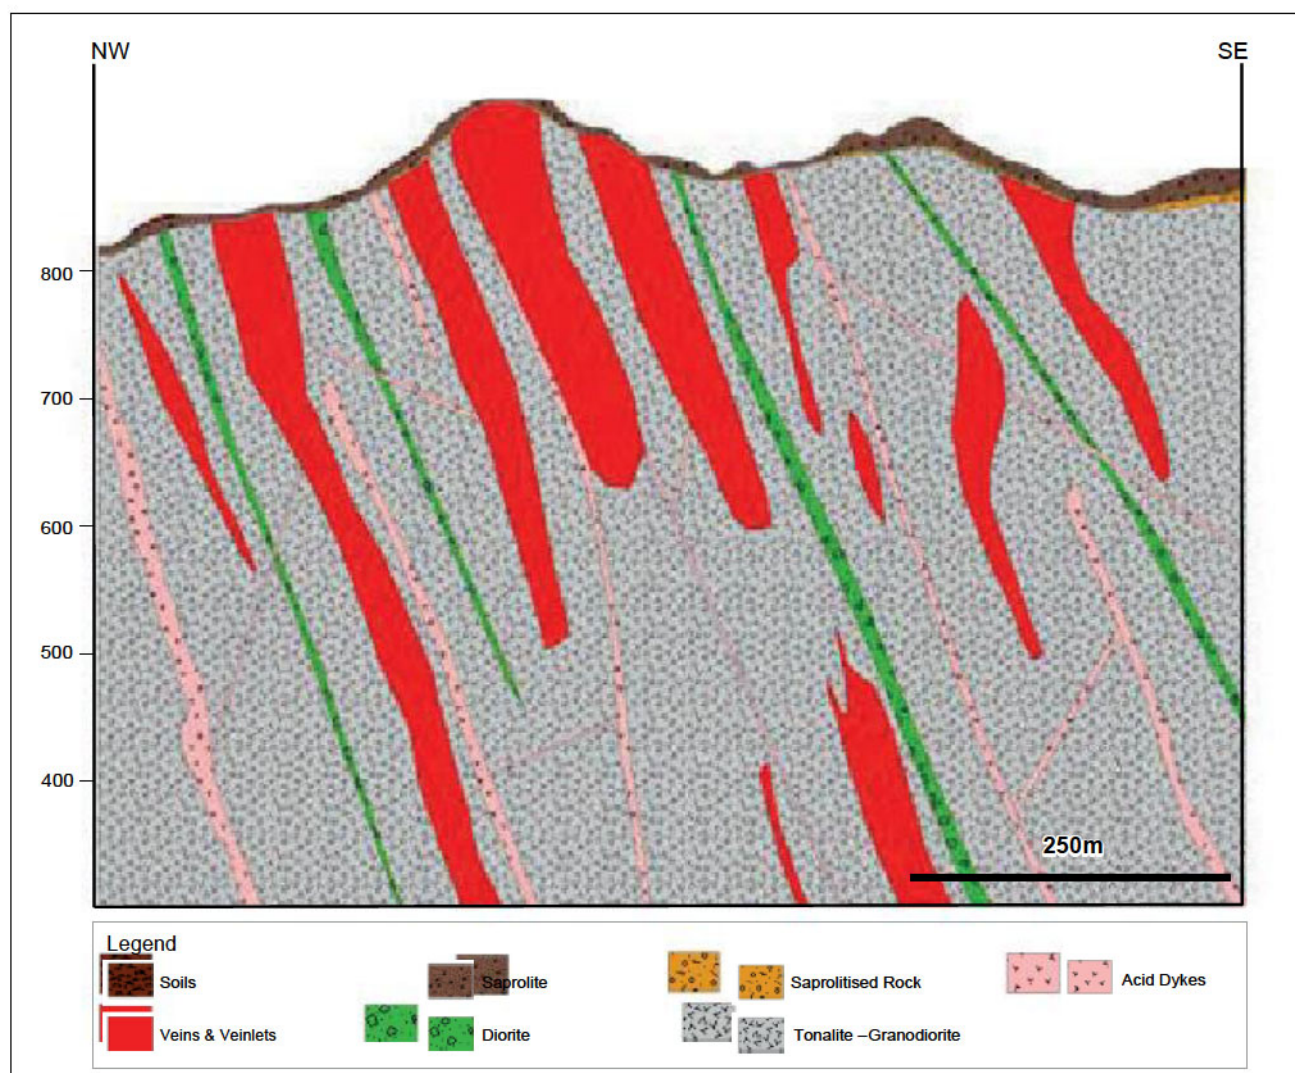 NW SE
800
700
600
500
400
250m
Legend
Soils Saprolite Saprolitised Rock Acid Dykes
Veins & Veinlets Diorite Tonalite –Granodiorite